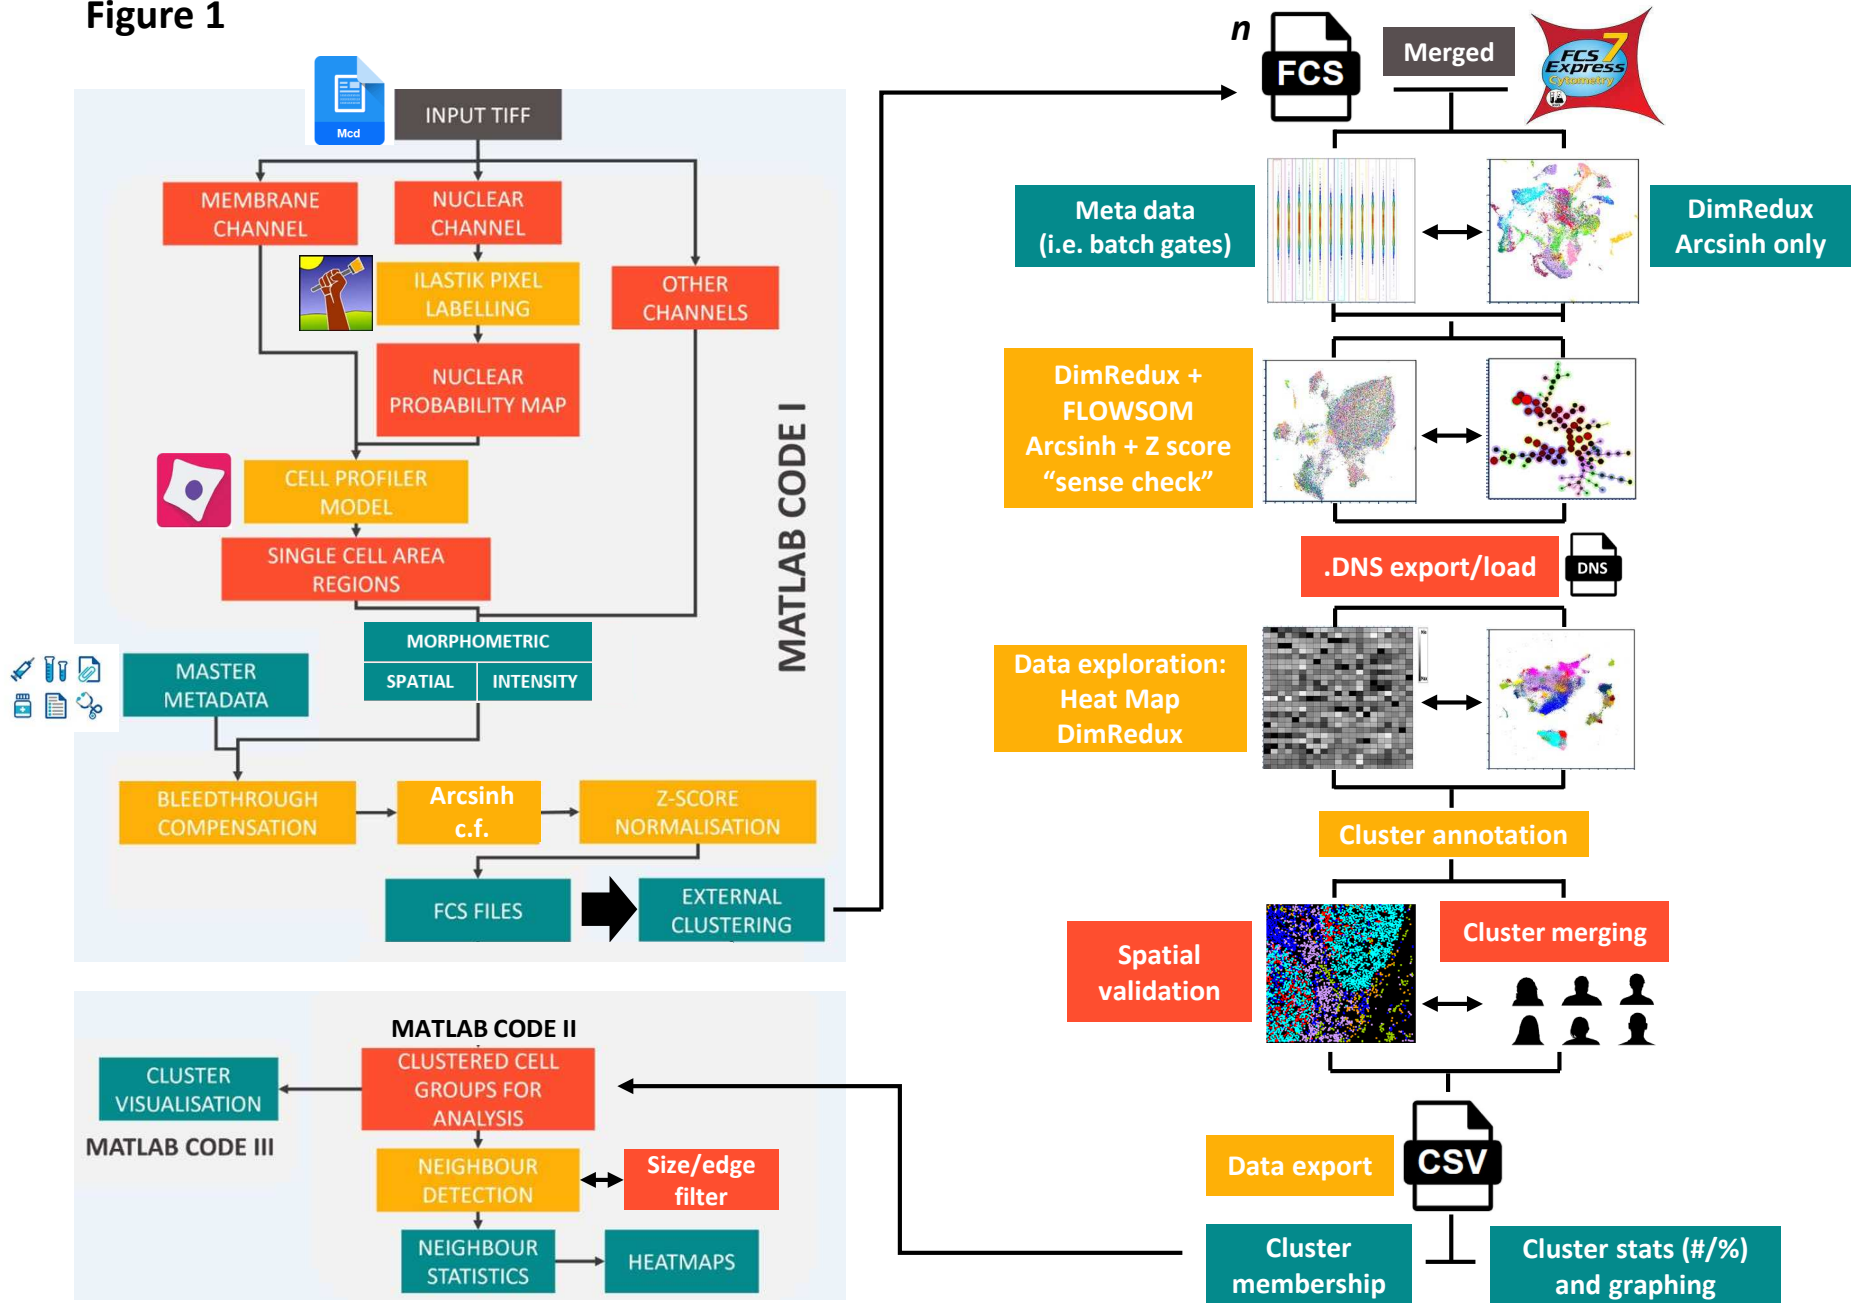 Figure 1
Mcd
INPUT TIFF
MEMBRANE
CHANNEL
NUCLEAR
CHANNEL
ILASTIK PIXEL
LABELLING
OTHER
CHANNELS
NUCLEAR
PROBABILITY MAP
CELL PROFILER
MODEL
SINGLE CELL AREA
REGIONS
MATLAB CODE I
MORPHOMETRIC
SPATIAL
INTENSITY
MASTER
METADATA
BLEEDTHROUGH
COMPENSATION
Arcsinh
c.f.
Z-SCORE
NORMALISATION
FCS FILES
EXTERNAL
CLUSTERING
MATLAB CODE II
CLUSTERED CELL
GROUPS FOR
ANALYSIS
CLUSTER
VISUALISATION
MATLAB CODE III
NEIGHBOUR
DETECTION
Size/edge
filter
NEIGHBOUR
STATISTICS
HEATMAPS
n
FCS
Merged
FCS 7
Express
Cytometry
Meta data
(i.e. batch gates)
DimRedux
Arcsinh only
DimRedux +
FLOWSOM
Arcsinh + Z score
“sense check”
.DNS export/load
DNS
Data exploration:
Heat Map
DimRedux
Cluster annotation
Spatial
validation
Cluster merging
Data export
CSV
Cluster
membership
Cluster stats (#/%)
and graphing